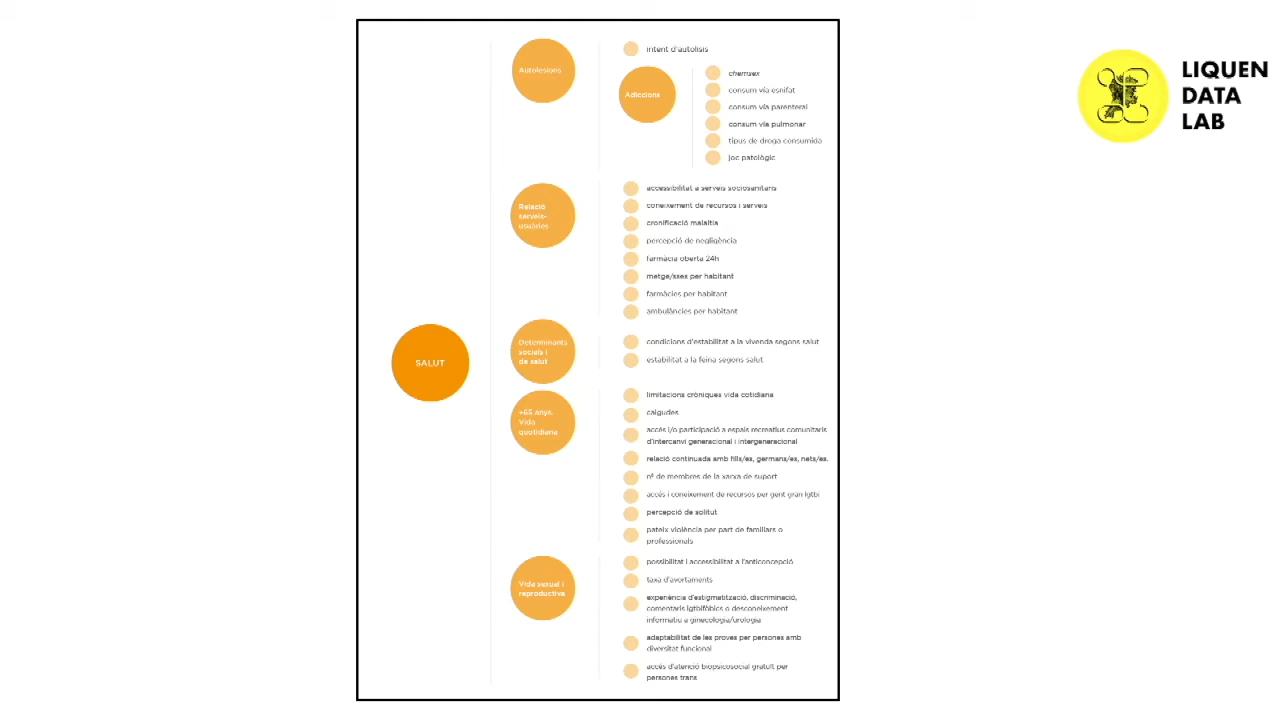 LIQUEN
DATA
LAB
SALUT
Autolesions
intent d'autolisis
Adiccions
chemsex
consum via esnifat
consum via parenteral
consum via pulmonar
tipus de droga consumida
joc patològic
Relació
serveis-
usuàries
accessibilitat a serveis sociosanitaris
coneixement de recursos i serveis
cronificació malaltia
percepció de negligència
farmàcia oberta 24h
metge/sses per habitant
farmàcies per habitant
ambulàncies per habitant
Determinants
socials i
de salut
condicions d'estabilitat a la vivenda segons salut
estabilitat a la feina segons salut
+65 anys.
Vida
quotidiana
limitacions cròniques vida cotidiana
caigudes
accés i/o participació a espais recreatius comunitaris
d'intercanvi generacional i intergeneracional
relació continuada amb fills/es, germans/es, nets/es.
nº de membres de la xarxa de suport
accés i coneixement de recursos per gent gran lgtbi
percepció de solitut
pateix violència per part de familiars o
professionals
Vida sexual i
reproductiva
possibilitat i accessibilitat a l'anticoncepció
taxa d'avortaments
experiència d'estigmatització, discriminació,
comentaris lgtbifòbics o desconeixement
informatiu a ginecologia/urologia
adaptabilitat de les proves per persones amb
diversitat funcional
accés d'atenció biopsicosocial gratuït per
persones trans